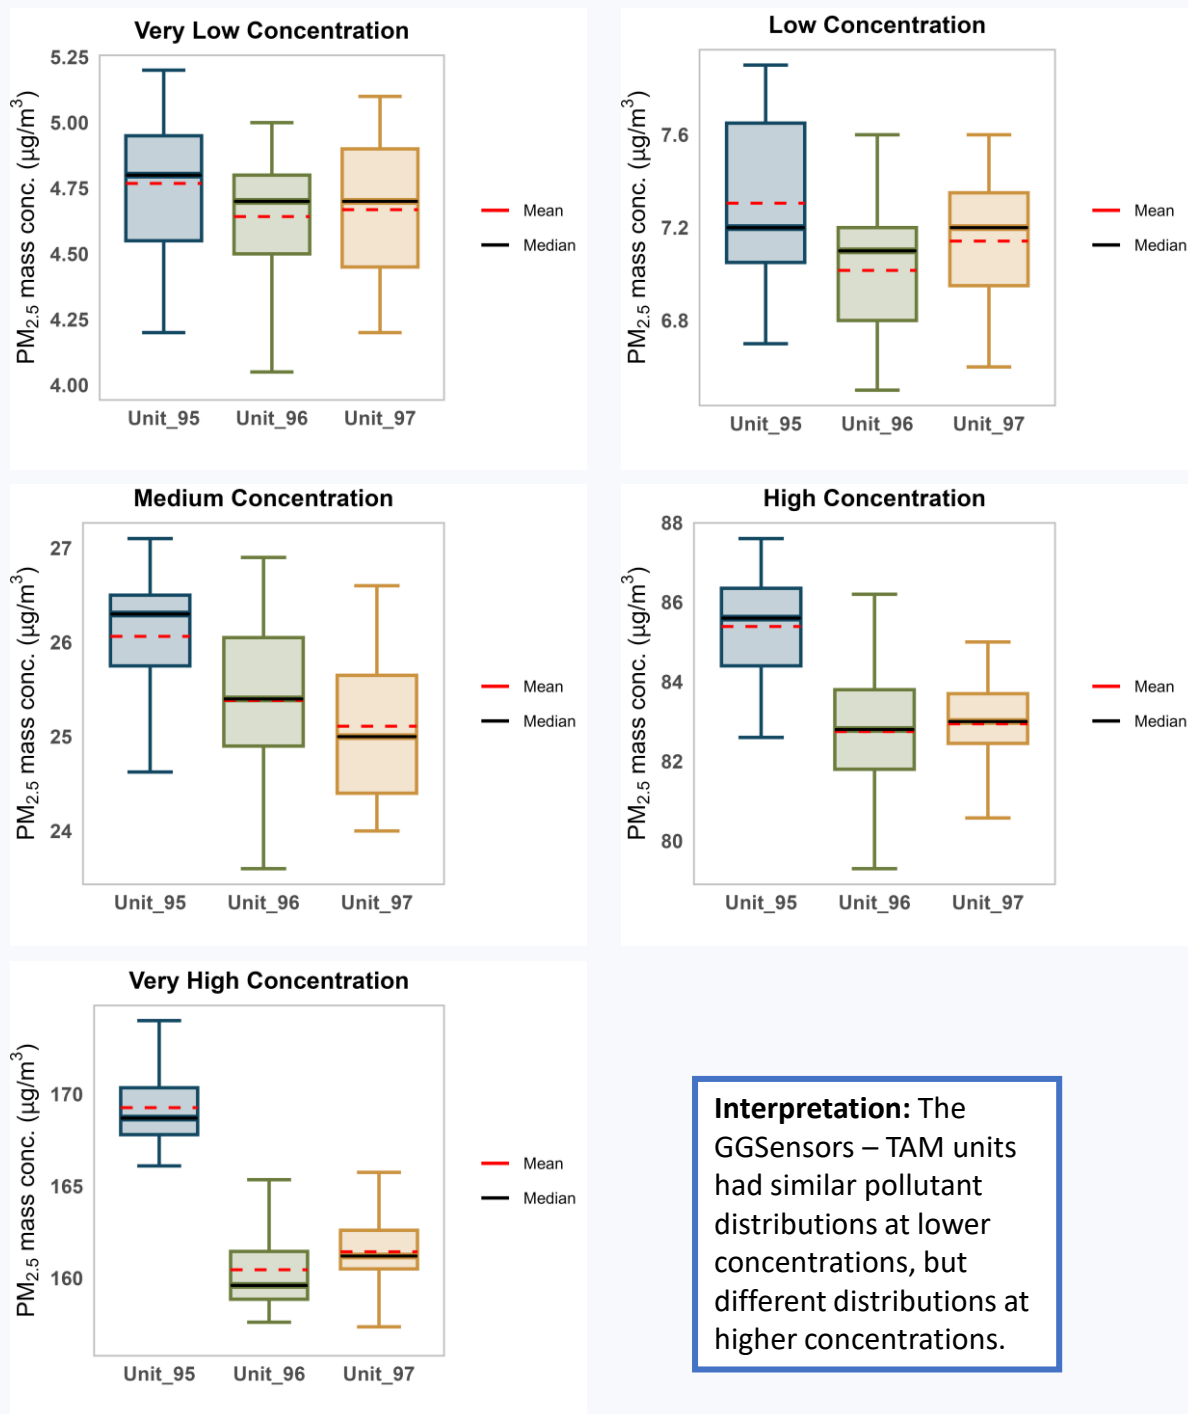 Very Low Concentration
PM2.5 mass conc. (µg/m³)
5.25
5.00
4.75
4.50
4.25
4.00
Unit_95 Unit_96 Unit_97
Mean
Median
Low Concentration
PM2.5 mass conc. (µg/m³)
7.6
7.2
6.8
Unit_95 Unit_96 Unit_97
Mean
Median
Medium Concentration
PM2.5 mass conc. (µg/m³)
27
26
25
24
Unit_95 Unit_96 Unit_97
Mean
Median
High Concentration
PM2.5 mass conc. (µg/m³)
88
86
84
82
80
Unit_95 Unit_96 Unit_97
Mean
Median
Very High Concentration
PM2.5 mass conc. (µg/m³)
170
165
160
Unit_95 Unit_96 Unit_97
Mean
Median
Interpretation: The
GGSensors – TAM units
had similar pollutant
distributions at lower
concentrations, but
different distributions at
higher concentrations.